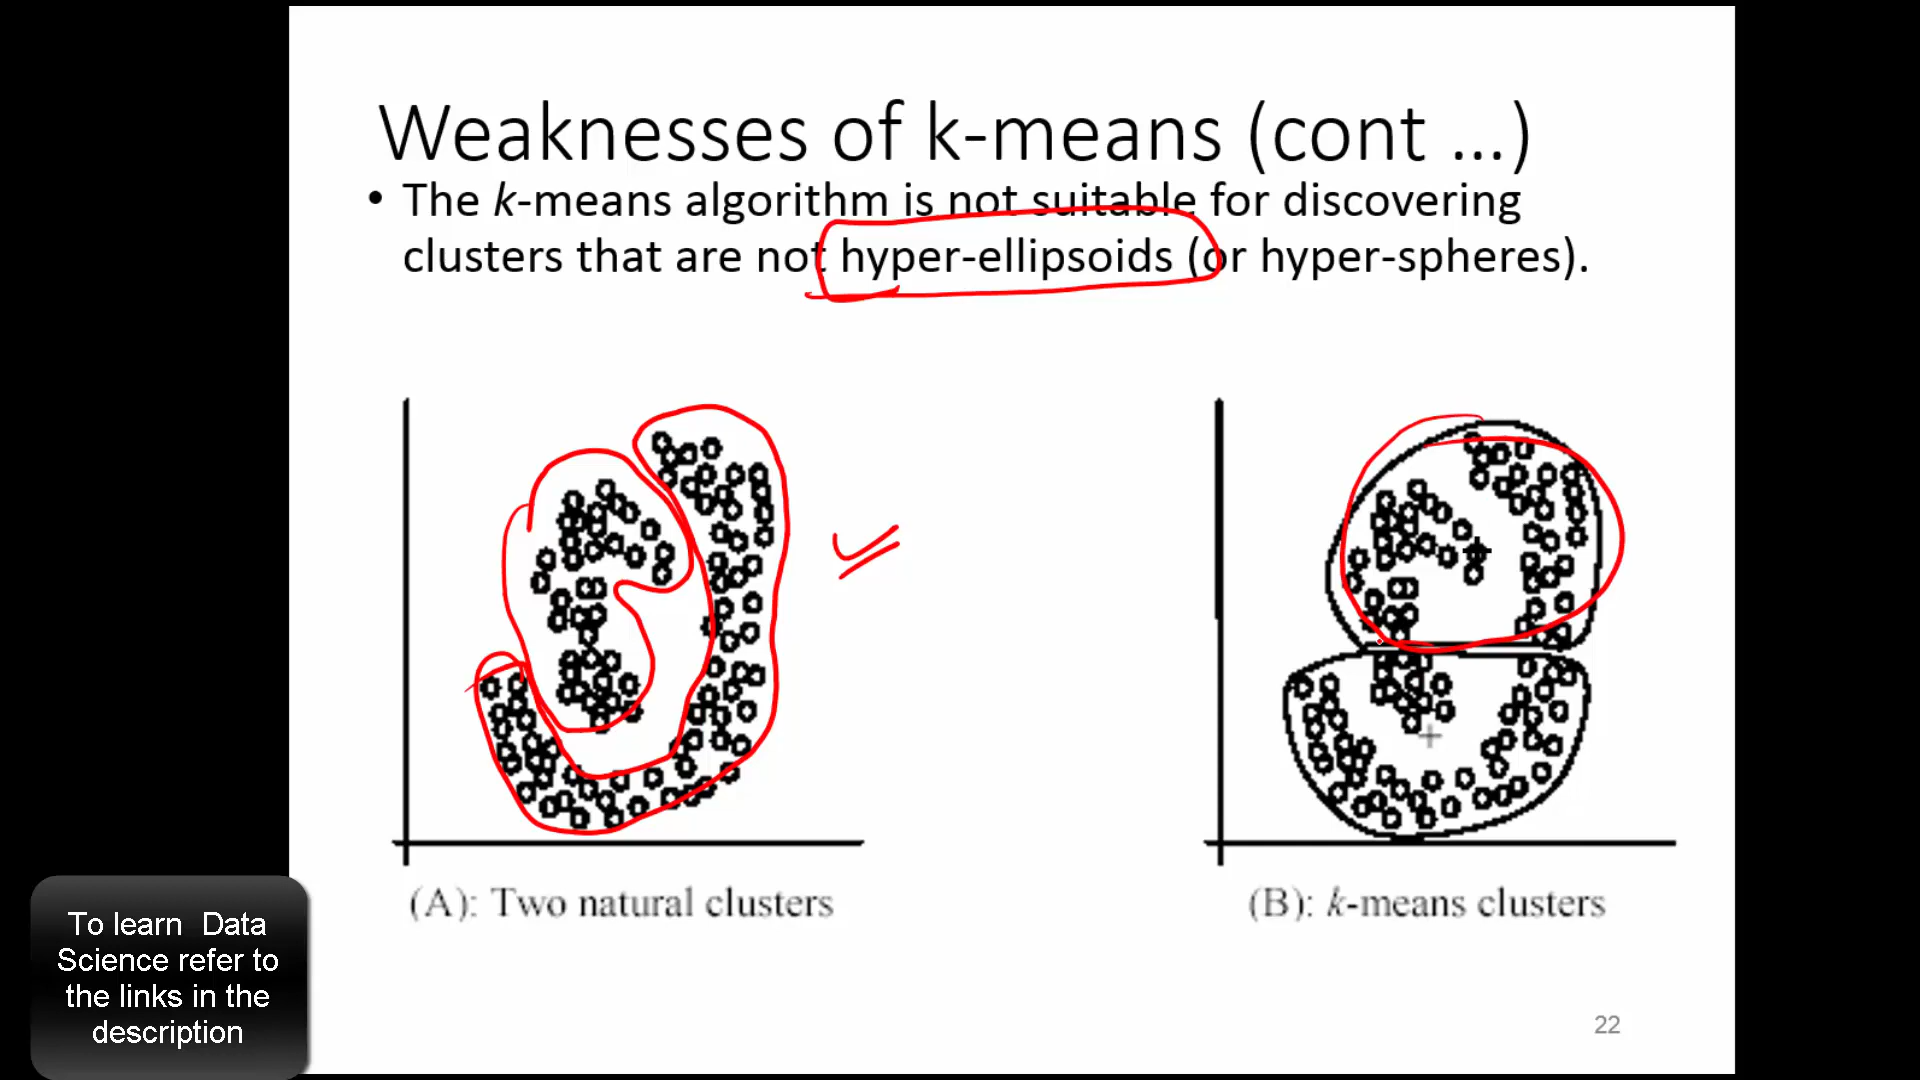 Weaknesses of k-means (cont ...)
• The k-means algorithm is not suitable for discovering
clusters that are not hyper-ellipsoids (or hyper-spheres).
(A): Two natural clusters
(B): k-means clusters
To learn Data
Science refer to
the links in the
description
22